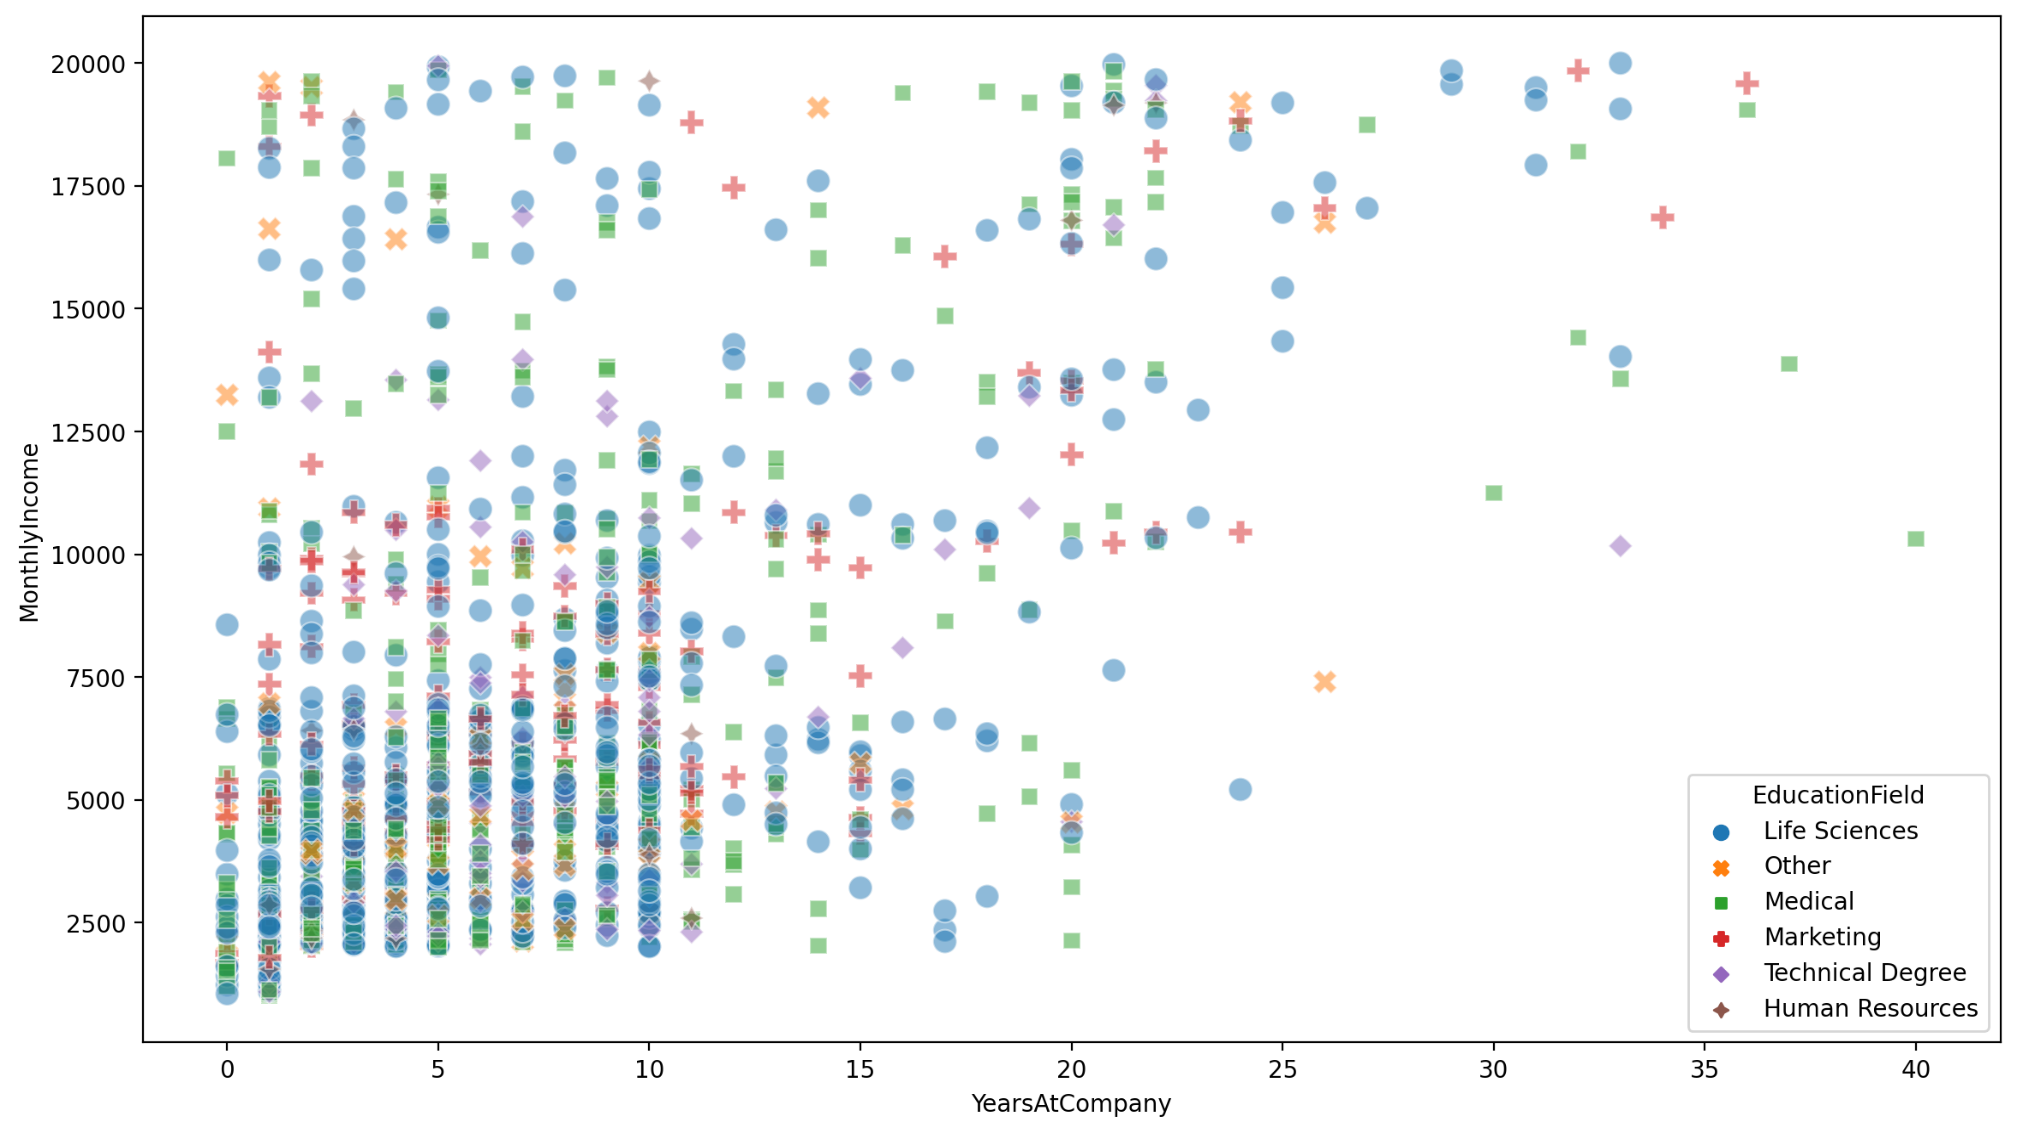 20000
17500
15000
12500
10000
7500
5000
2500
MonthlyIncome
0 5 10 15 20 25 30 35 40
YearsAtCompany
EducationField
Life Sciences
Other
Medical
Marketing
Technical Degree
Human Resources